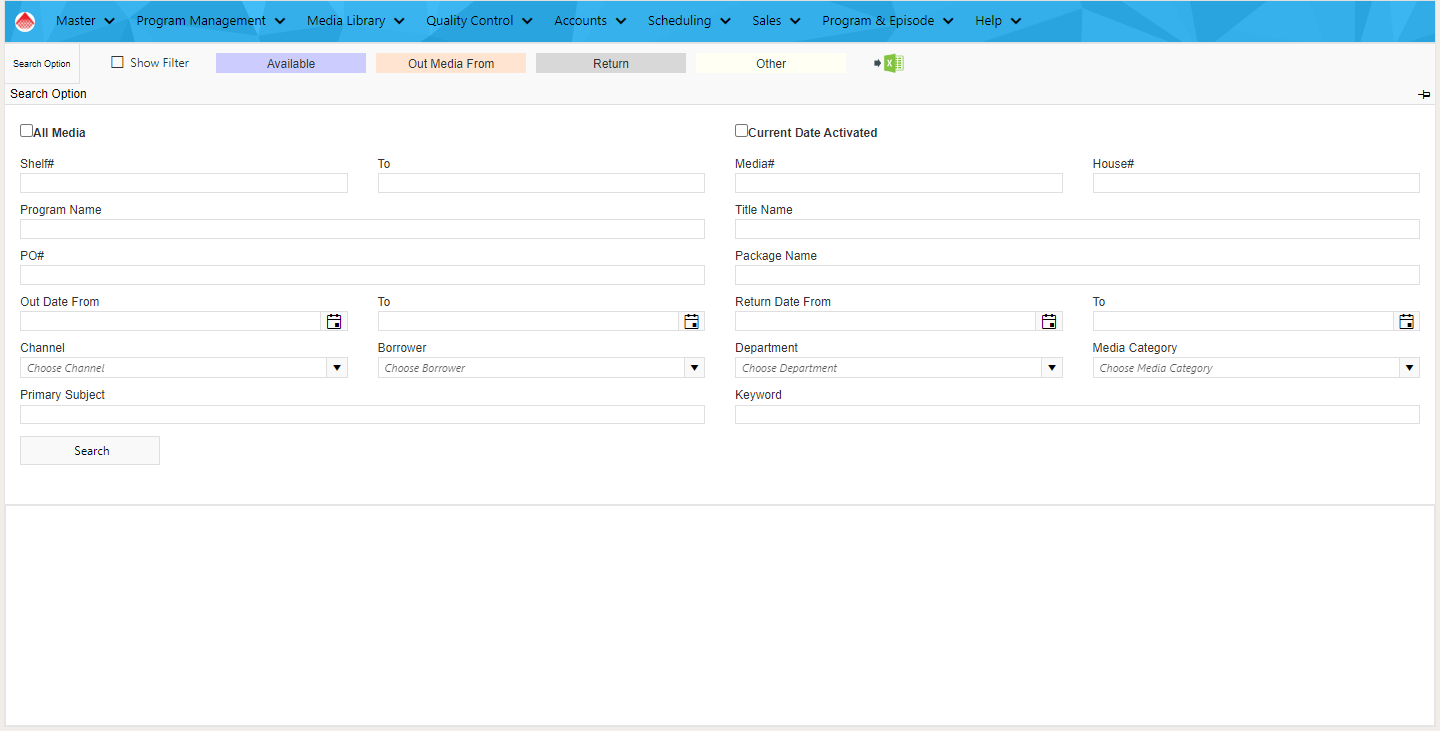 Master Program Management Media Library Quality Control Accounts Scheduling Sales Program & Episode Help
Search Option Show Filter Available Out Media From Return Other
Search Option
All Media Current Date Activated
Shelf# To Media# House#
Program Name Title Name
PO# Package Name
Out Date From To Return Date From To
Channel Borrower Department Media Category
Choose Channel Choose Borrower Choose Department Choose Media Category
Primary Subject Keyword
Search